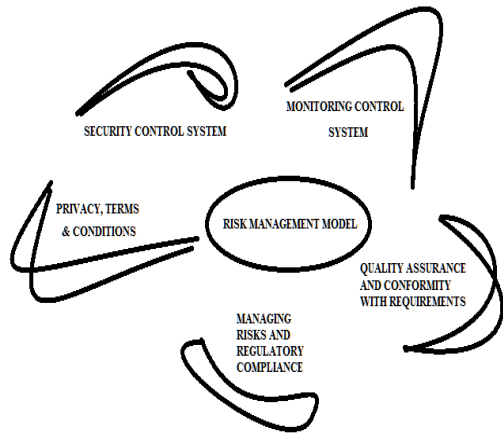 SECURITY CONTROL SYSTEM
MONITORING CONTROL
SYSTEM
PRIVACY, TERMS
& CONDITIONS
RISK MANAGEMENT MODEL
QUALITY ASSURANCE
AND CONFORMITY
WITH REQUIREMENTS
MANAGING
RISKS AND
REGULATORY
COMPLIANCE